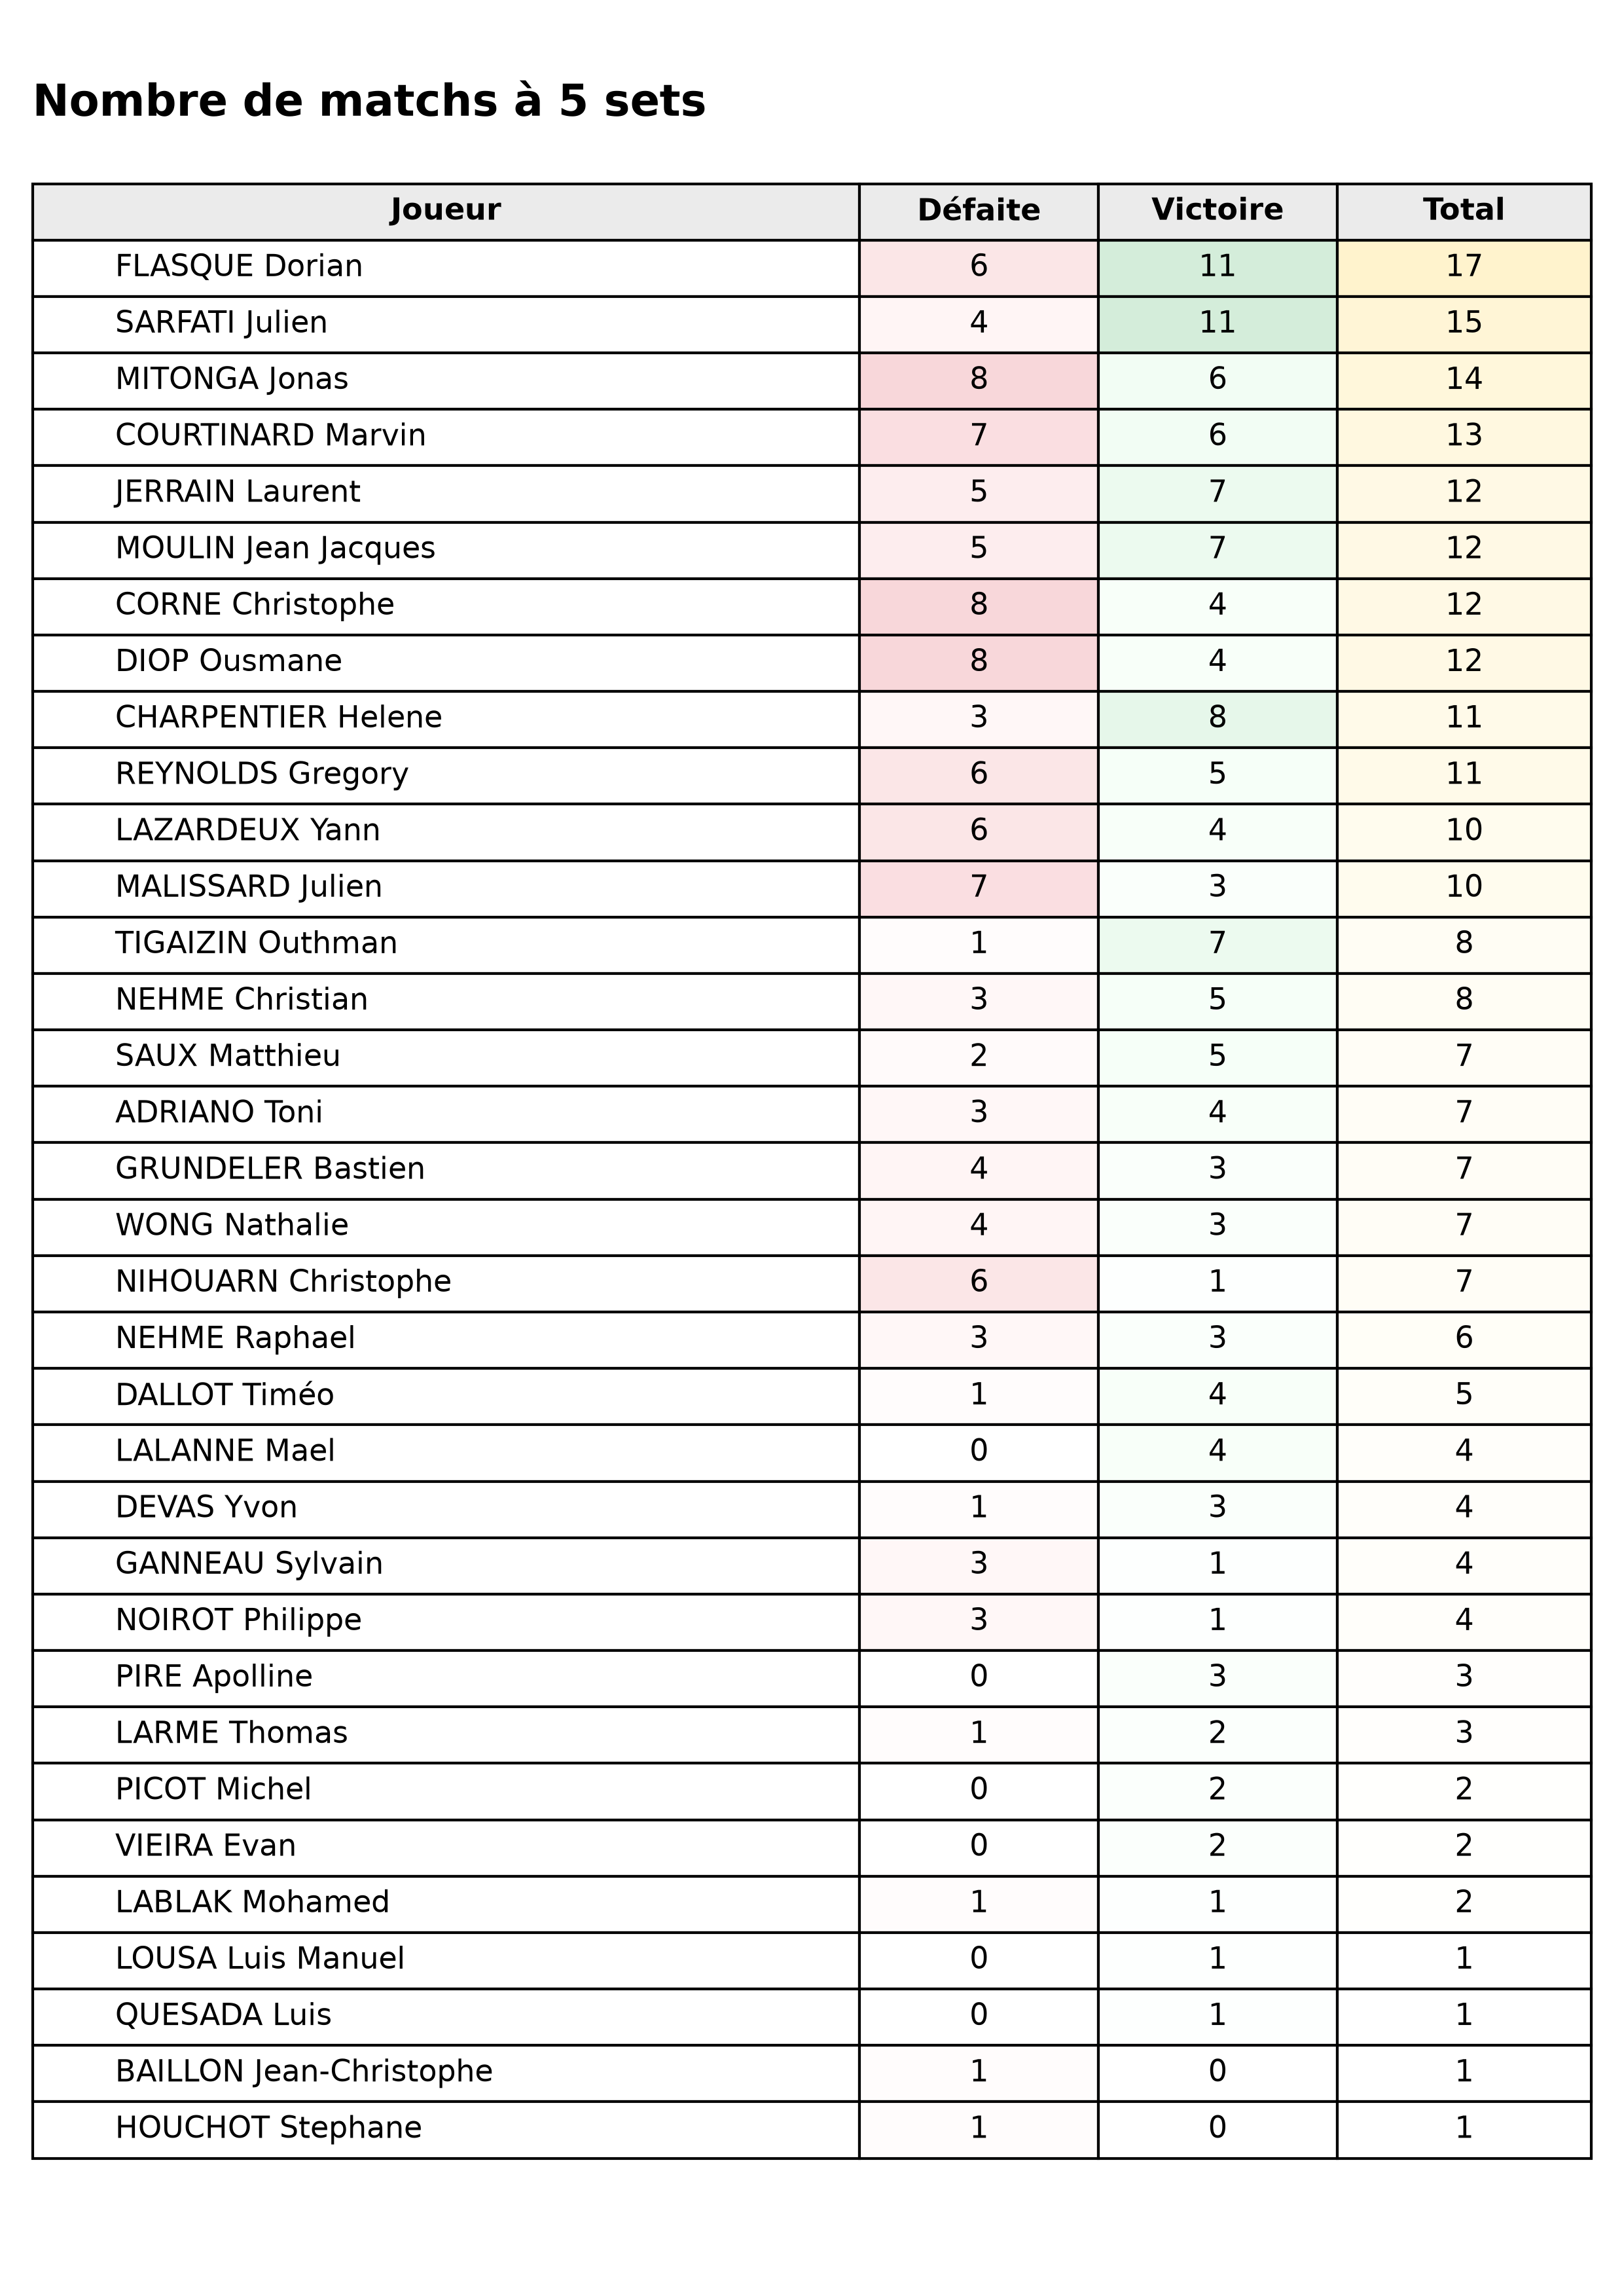 Nombre de matchs à 5 sets
Joueur Défaite Victoire Total
FLASQUE Dorian 6 11 17
SARFATI Julien 4 11 15
MITONGA Jonas 8 6 14
COURTINARD Marvin 7 6 13
JERRAIN Laurent 5 7 12
MOULIN Jean Jacques 5 7 12
CORNE Christophe 8 4 12
DIOP Ousmane 8 4 12
CHARPENTIER Helene 3 8 11
REYNOLDS Gregory 6 5 11
LAZARDEUX Yann 6 4 10
MALISSARD Julien 7 3 10
TIGAIZIN Outhman 1 7 8
NEHME Christian 3 5 8
SAUX Matthieu 2 5 7
ADRIANO Toni 3 4 7
GRUNDELER Bastien 4 3 7
WONG Nathalie 4 3 7
NIHOUARN Christophe 6 1 7
NEHME Raphael 3 3 6
DALLOT Timéo 1 4 5
LALANNE Mael 0 4 4
DEVAS Yvon 1 3 4
GANNEAU Sylvain 3 1 4
NOIROT Philippe 3 1 4
PIRE Apolline 0 3 3
LARME Thomas 1 2 3
PICOT Michel 0 2 2
VIEIRA Evan 0 2 2
LABLAK Mohamed 1 1 2
LOUSA Luis Manuel 0 1 1
QUESADA Luis 0 1 1
BAILLON Jean-Christophe 1 0 1
HOUCHOT Stephane 1 0 1